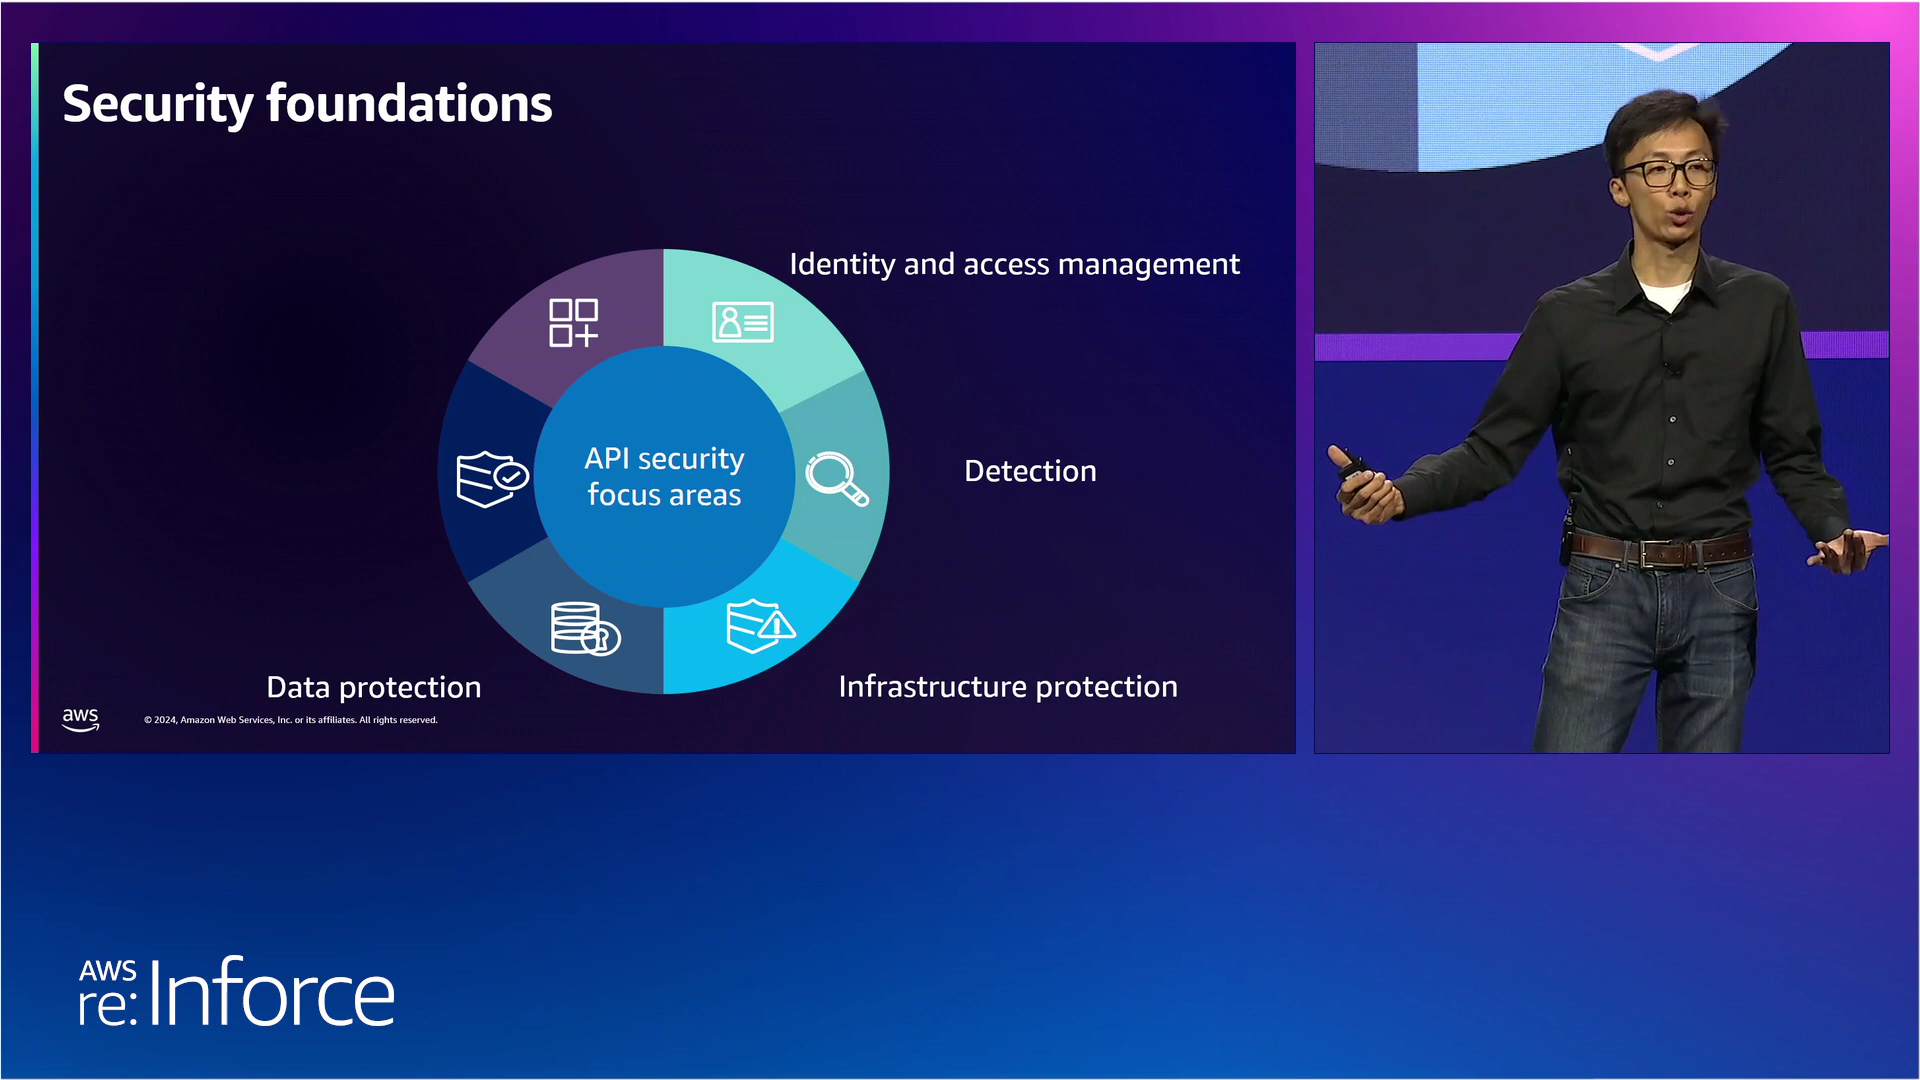 Security foundations
Identity and access management
API security
focus areas
Detection
Data protection
Infrastructure protection
aws
© 2024, Amazon Web Services, Inc. or its affiliates. All rights reserved.
AWS
re:Inforce